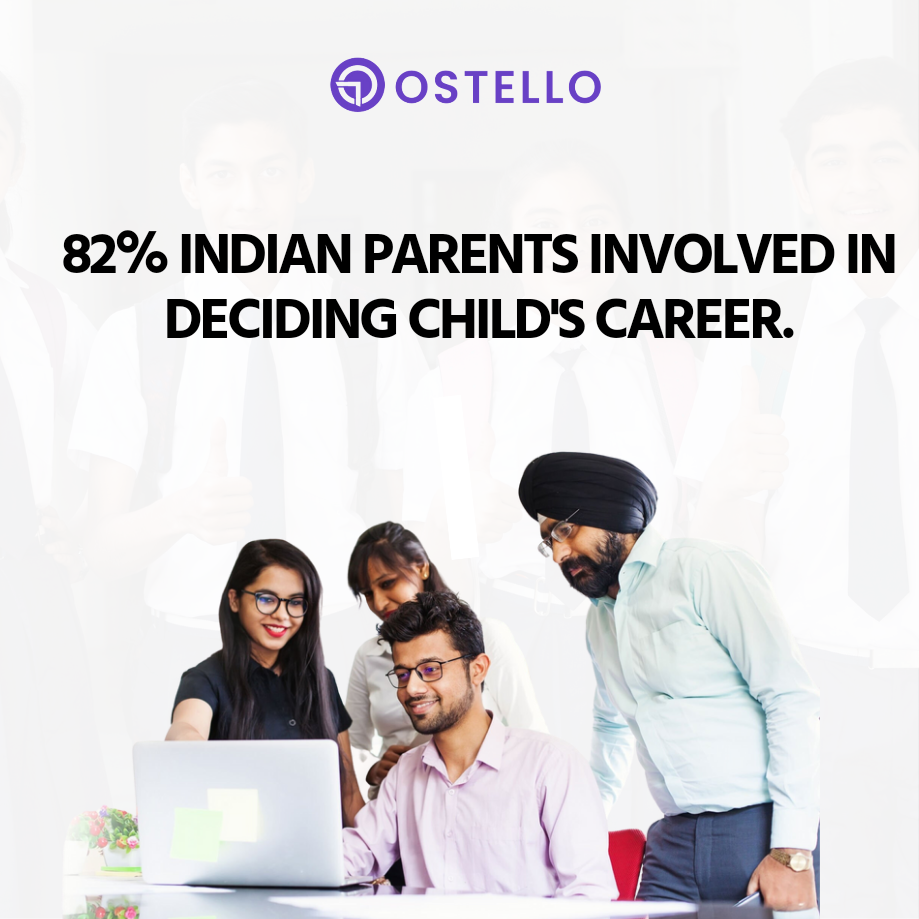 OSTELLO
82% INDIAN PARENTS INVOLVED IN
DECIDING CHILD'S CAREER.